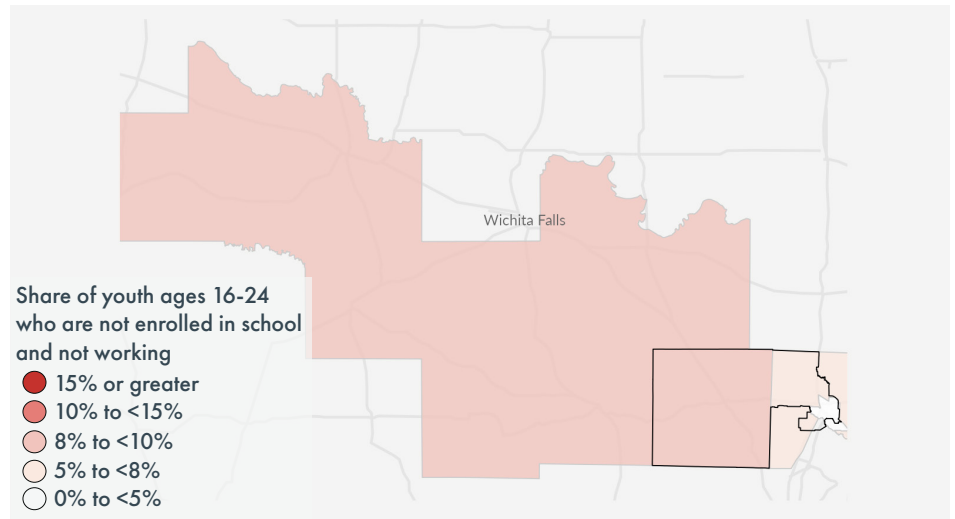 Wichita Falls
Share of youth ages 16-24
who are not enrolled in school
and not working
15% or greater
10% to <15%
8% to <10%
5% to <8%
0% to <5%